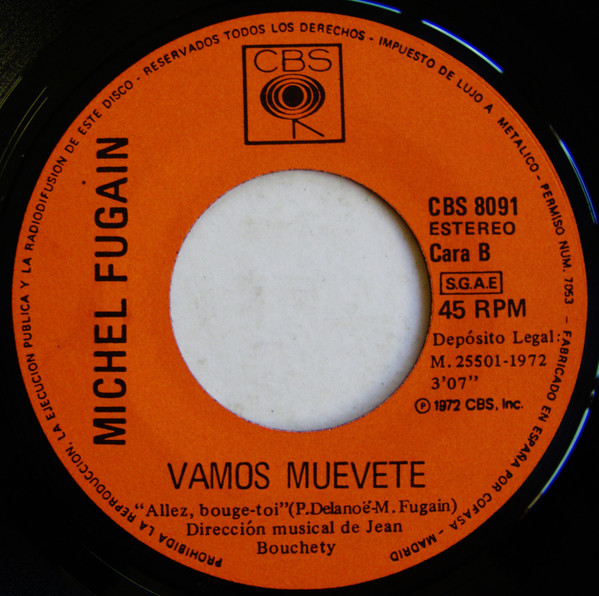 PROHIBIDA LA REPRODUCCION, LA EJECUCION PUBLICA Y LA RADIODIFUSION DE ESTE DISCO - RESERVADOS TODOS LOS DERECHOS - IMPUESTO DE LUJO A METALICO - PERMISO NUM. 7053 - FABRICADO EN ESPAÑA POR COFASA - MADRID
CBS
MICHEL FUGAIN
CBS 8091
ESTEREO
Cara B
S.G.A.E
45 RPM
Depósito Legal:
M. 25501-1972
3'07"
Ⓟ 1972 CBS, Inc.
VAMOS MUEVETE
"Allez, bouge-toi"(P.Delanoë-M. Fugain)
Dirección musical de Jean
Bouchety